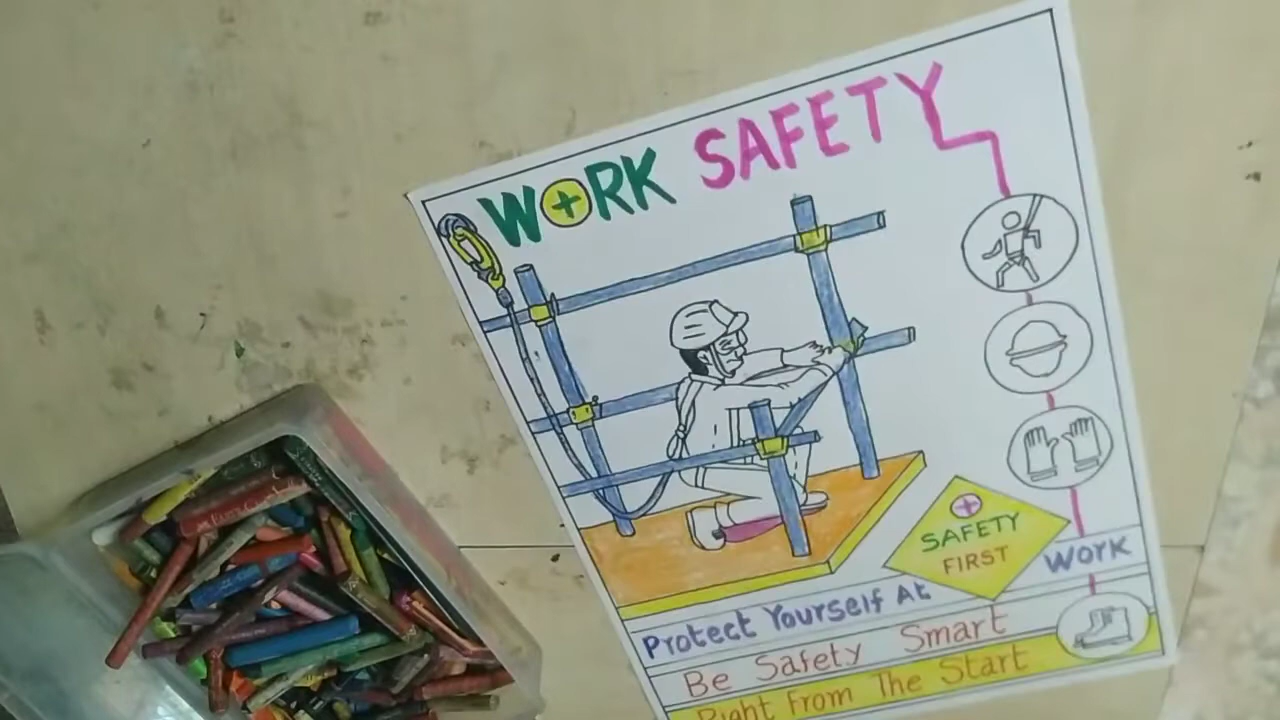 WORK SAFETY
SAFETY
FIRST
Protect Yourself At WORK
Be Safety Smart
Right From The Start